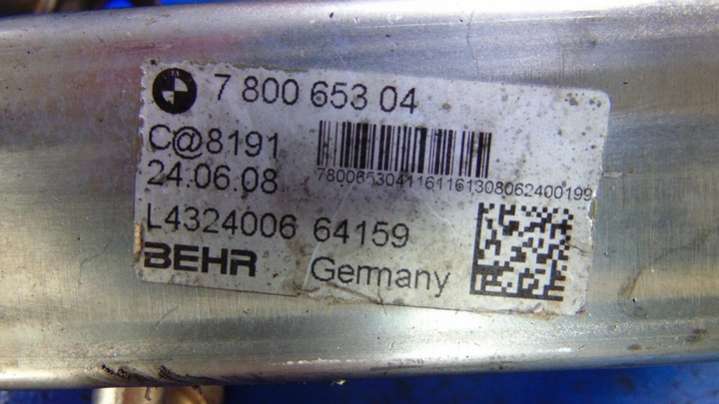 7 800 653 04
C@8191
24.06.08
7800653041161161308062400199
L4324006 64159
BEHR
Germany